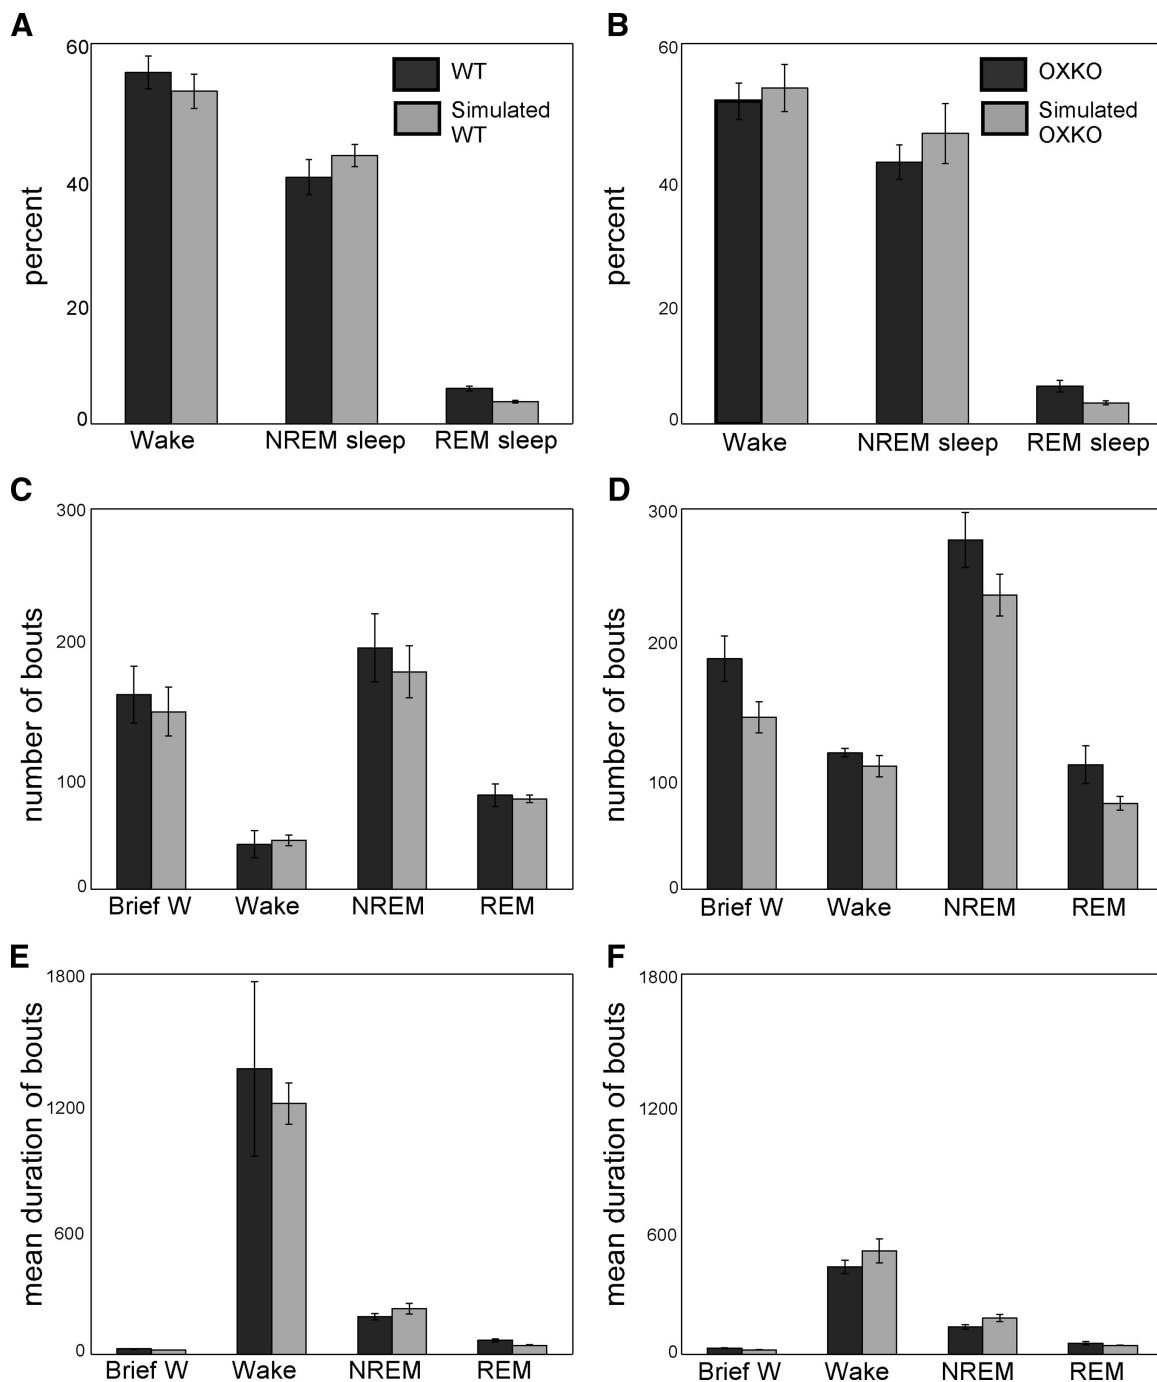 A
60
40
20
0
percent
WT
Simulated
WT
Wake
NREM sleep
REM sleep
B
60
40
20
0
percent
OXKO
Simulated
OXKO
Wake
NREM sleep
REM sleep
C
300
200
100
0
number of bouts
Brief W
Wake
NREM
REM
D
300
200
100
0
number of bouts
Brief W
Wake
NREM
REM
E
1800
1200
600
0
mean duration of bouts
Brief W
Wake
NREM
REM
F
1800
1200
600
0
mean duration of bouts
Brief W
Wake
NREM
REM